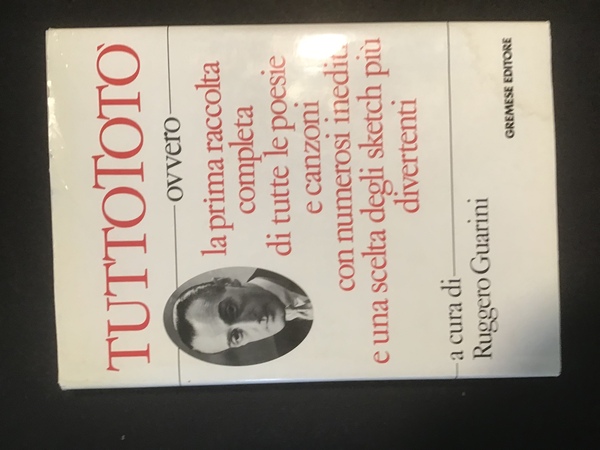 TUTTOTOTÒ
ovvero
la prima raccolta
completa
di tutte le poesie
e canzoni
con numerosi inediti,
e una scelta degli sketch più
divertenti
a cura di
Ruggero Guarini
GREMESE EDITORE